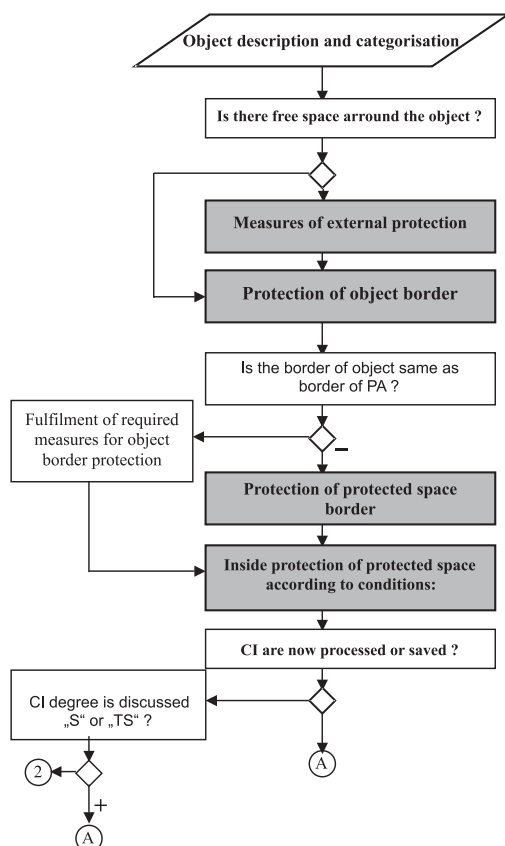 Object description and categorisation
Is there free space arround the object ?
Measures of external protection
Protection of object border
Is the border of object same as
border of PA ?
Fulfilment of required
measures for object
border protection
–
Protection of protected space
border
Inside protection of protected space
according to conditions:
CI are now processed or saved ?
CI degree is discussed
„S“ or „TS“ ?
2
A
+
A